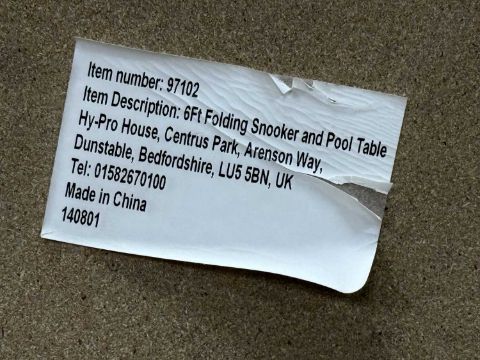 Item number: 97102
Item Description: 6Ft Folding Snooker and Pool Table
Hy-Pro House, Centrus Park, Arenson Way,
Dunstable, Bedfordshire, LU5 5BN, UK
Tel: 01582670100
Made in China
140801